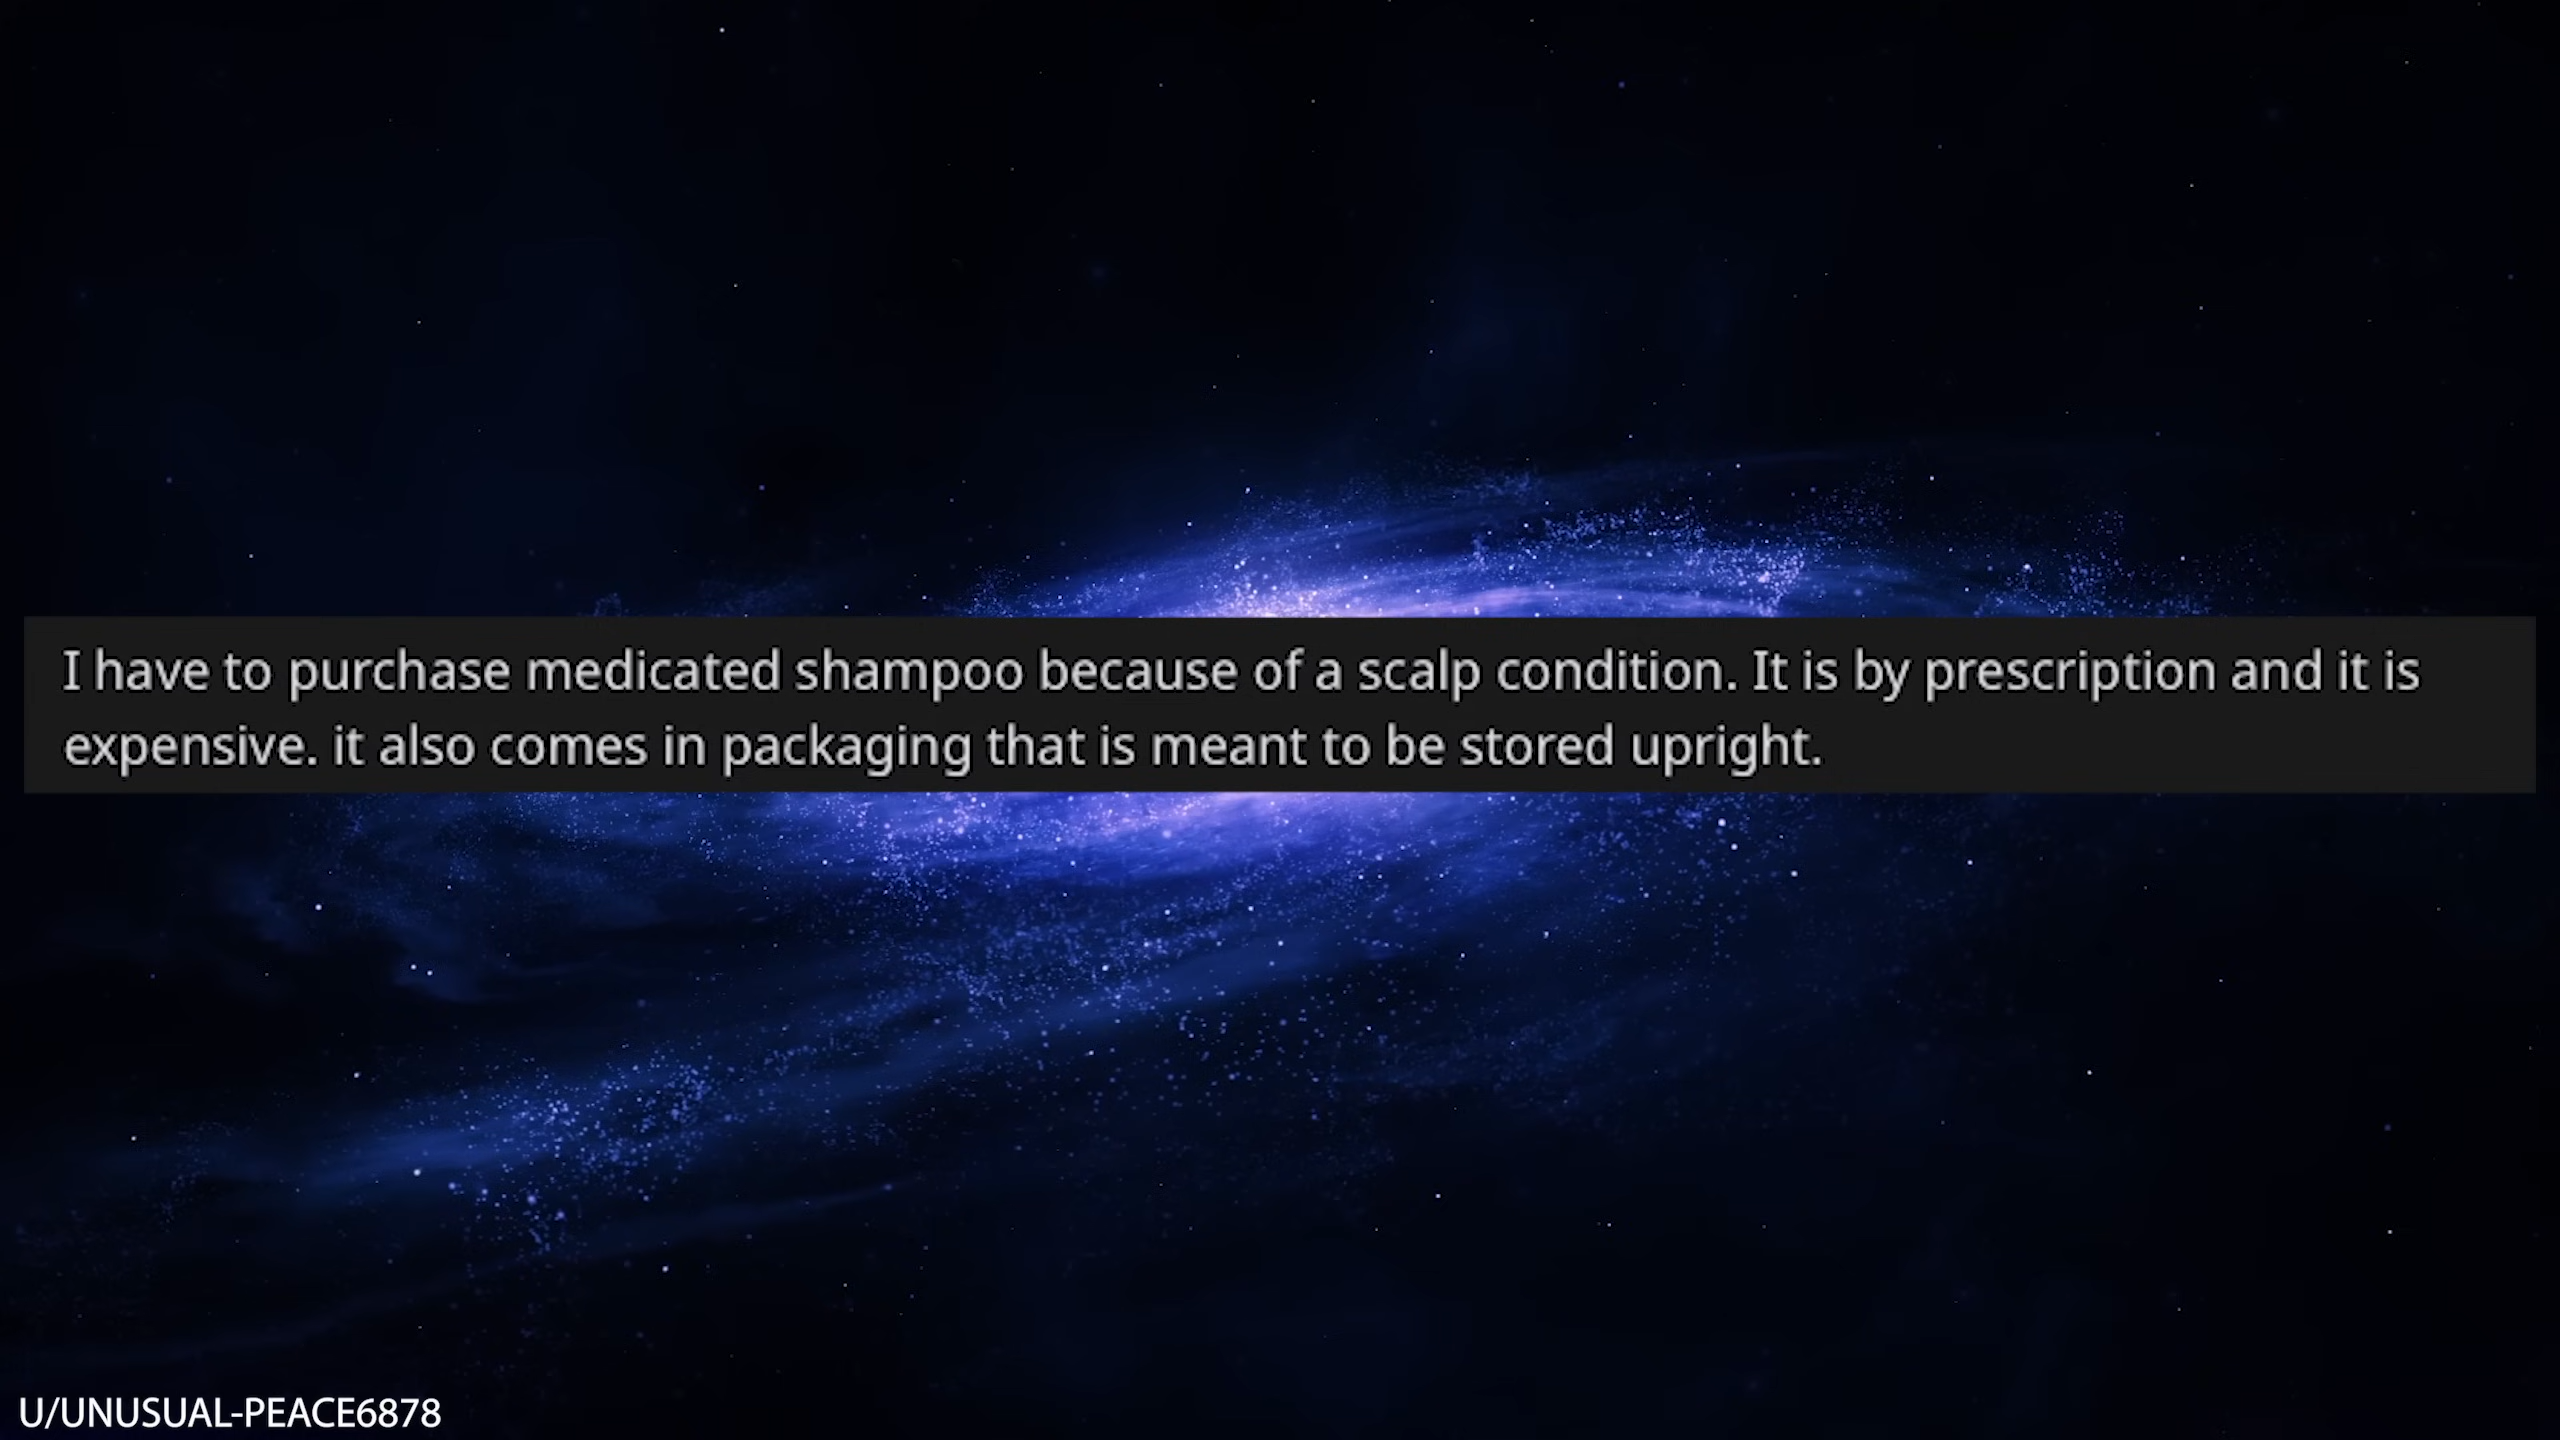 I have to purchase medicated shampoo because of a scalp condition. It is by prescription and it is
expensive. it also comes in packaging that is meant to be stored upright.
U/UNUSUAL-PEACE6878